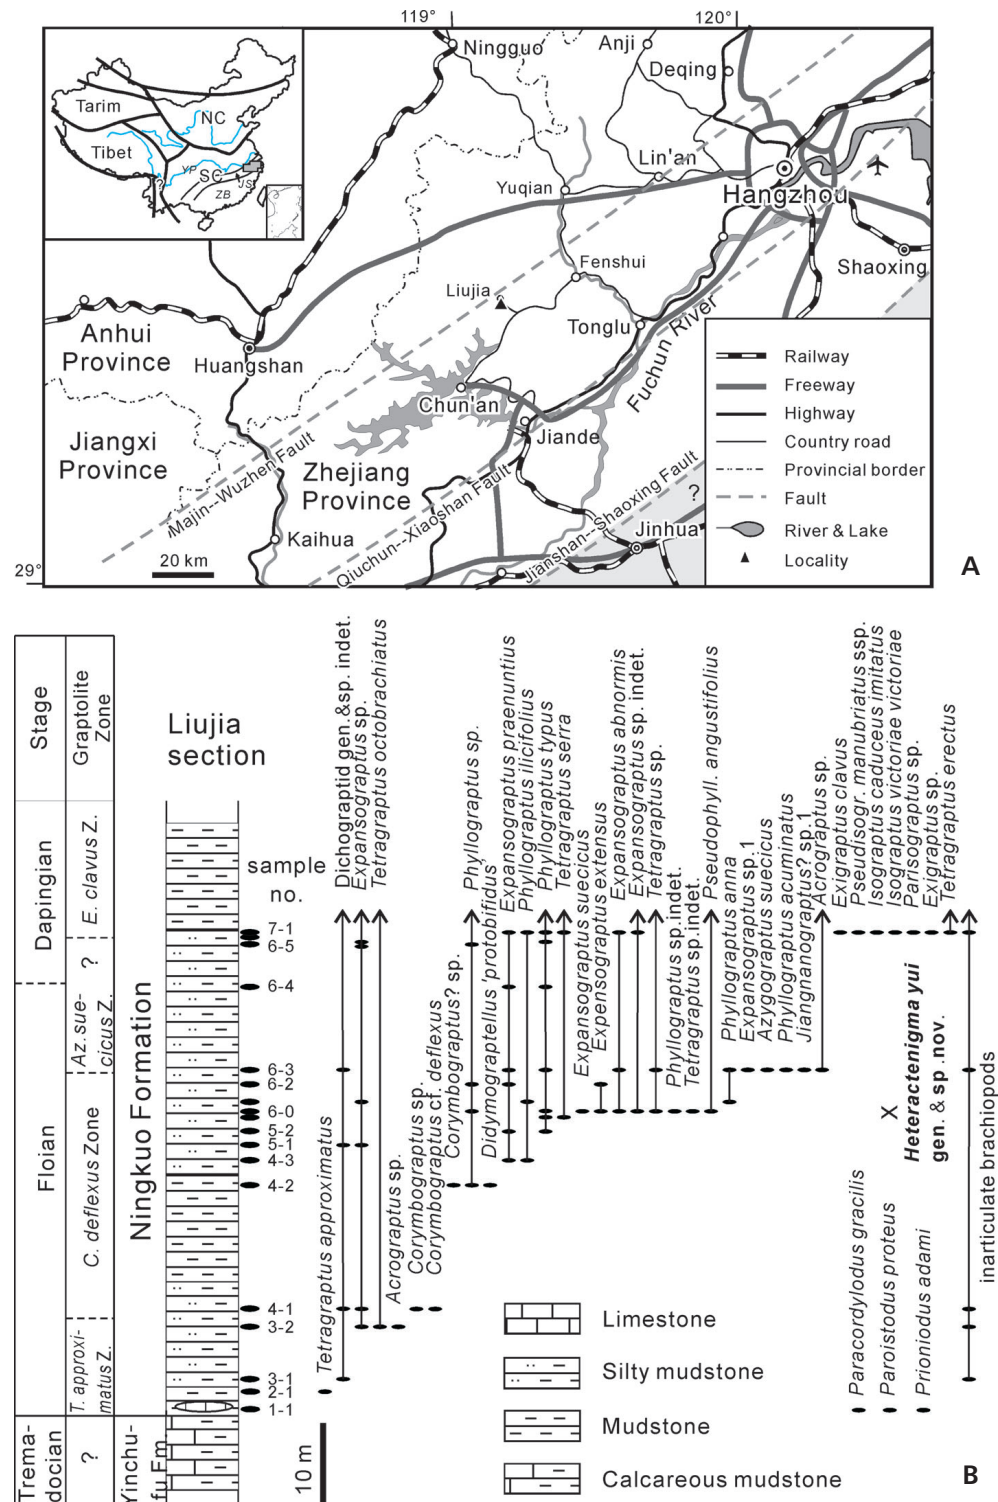 119°
120°
Ningguo
Anji
Deqing
Tarim
NC
Tibet
YP
SC
JS
ZB
?
Lin'an
Yuqian
Hangzhou
Shaoxing
Fenshui
Liujia
Tonglu
Fuchun River
Anhui
Province
Huangshan
Chun'an
Jiande
Jiangxi
Province
Zhejiang
Province
Majin--Wuzhen Fault
Qiuchun--Xiaoshan Fault
Jianshan--Shaoxing Fault
?
Kaihua
Jinhua
20 km
29°
Railway
Freeway
Highway
Country road
Provincial border
Fault
River & Lake
Locality
A
Stage
Graptolite
Zone
Liujia
section
sample
no.
Dapingian
Floian
Trema-
docian
E. clavus Z.
?
Az. sue-
cicus Z.
C. deflexus Zone
T. approxi-
matus Z.
?
Ningkuo Formation
Yinchu-
fu Fm.
7-1
6-5
6-4
6-3
6-2
6-0
5-2
5-1
4-3
4-2
4-1
3-2
3-1
2-1
1-1
10 m
Tetragraptus approximatus
Dichograptid gen.&sp. indet.
Expansograptus sp.
Tetragraptus octobrachiatus
Acrograptus sp.
Corymbograptus sp.
Corymbograptus cf. deflexus
Corymbograptus? sp.
Phyllograptus sp.
Didymograptellus 'protobifidus'
Expansograptus praenuntius
Phyllograptus ilicifolius
Phyllograptus typus
Tetragraptus serra
Expansograptus suecicus
Expensograptus extensus
Expansograptus abnormis
Expansograptus sp. indet.
Tetragraptus sp.
Phyllograptus sp.indet.
Tetragraptus sp.indet.
Pseudophyll. angustifolius
Phyllograptus anna
Expansograptus sp.1
Azygograptus suecicus
Phyllograptus acuminatus
Jiangnanograptus? sp.1
Acrograptus sp.
Exigraptus clavus
Pseudisogr. manubriatus ssp.
Isograptus caduceus imitatus
Isograptus victoriae victoriae
Parisograptus sp.
Exigraptus sp.
Tetragraptus erectus
Paracordylodus gracilis
Paroistodus proteus
Prioniodus adami
X
Heteractenigma yui
gen. & sp .nov.
inarticulate brachiopods
Limestone
Silty mudstone
Mudstone
Calcareous mudstone
B